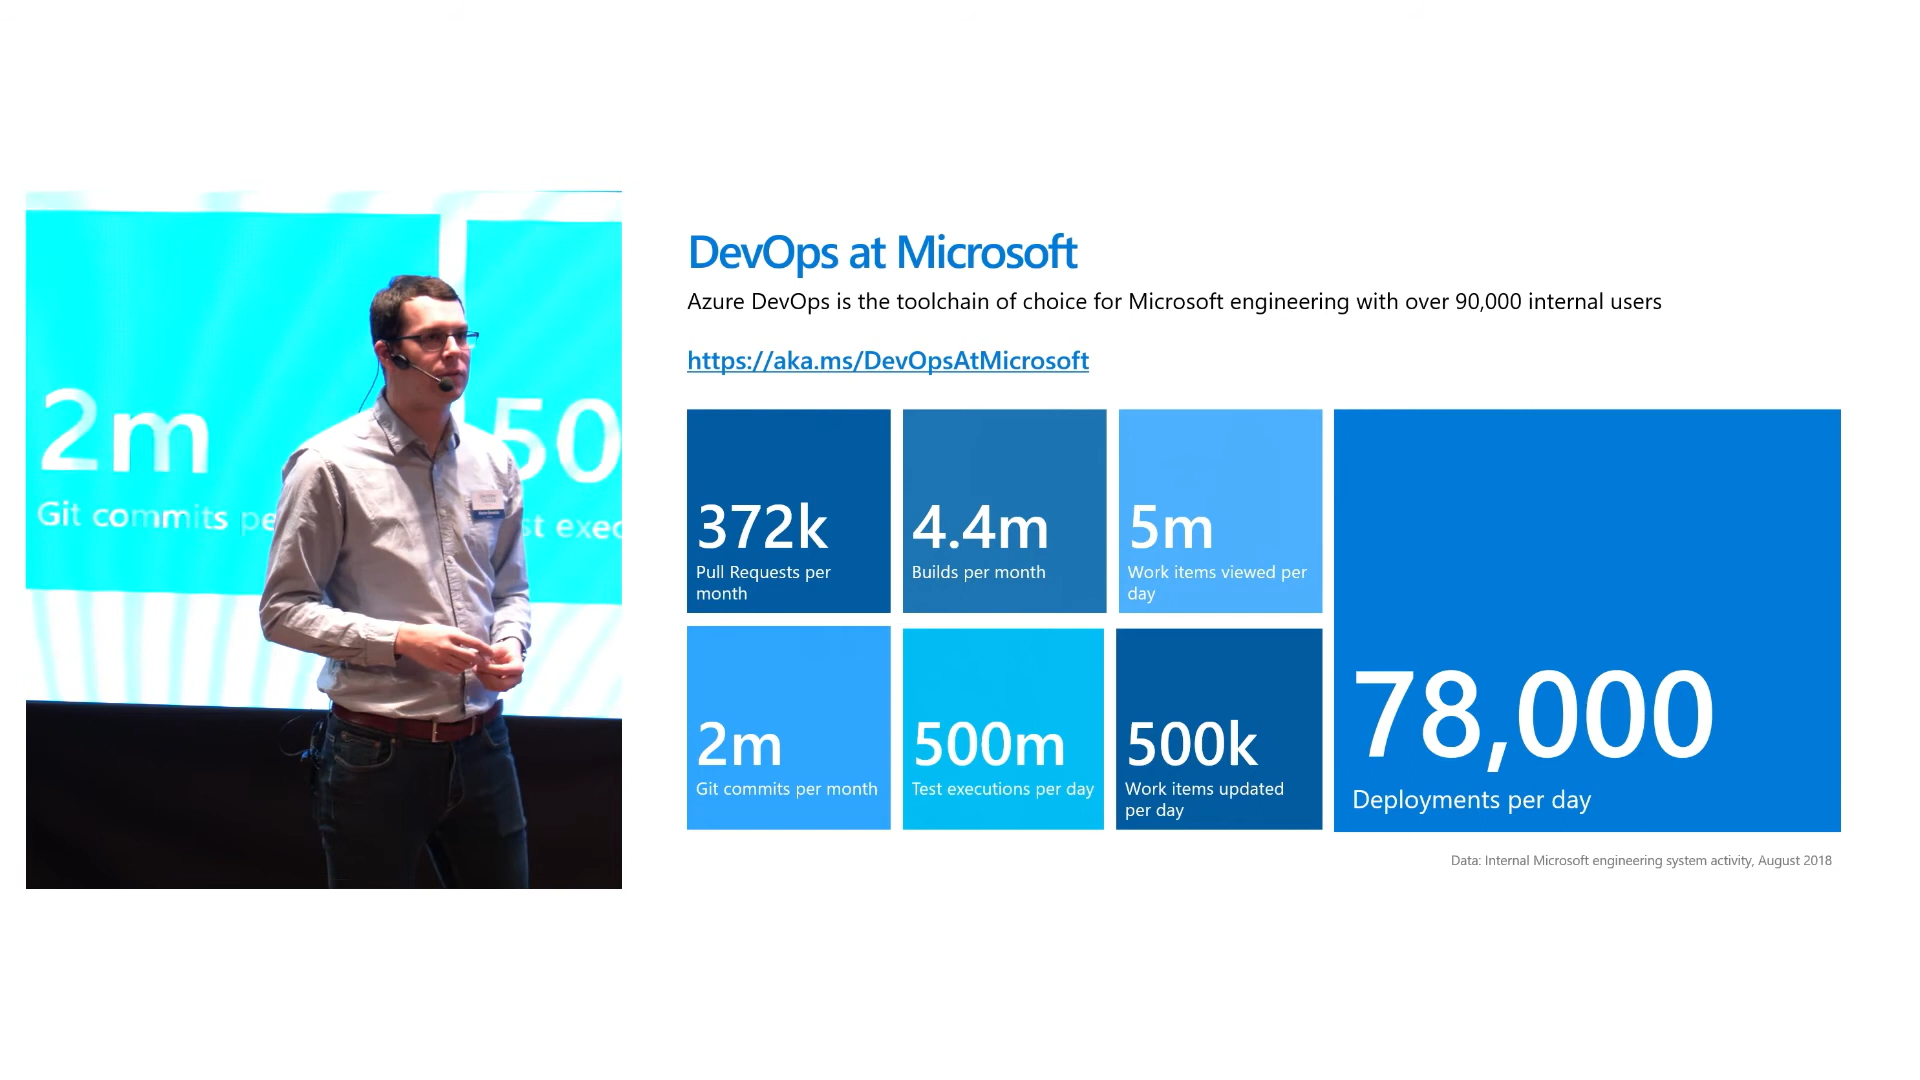 DevOps at Microsoft
Azure DevOps is the toolchain of choice for Microsoft engineering with over 90,000 internal users
https://aka.ms/DevOpsAtMicrosoft
372k
Pull Requests per
month
4.4m
Builds per month
5m
Work items viewed per
day
2m
Git commits per month
500m
Test executions per day
500k
Work items updated
per day
78,000
Deployments per day
Data: Internal Microsoft engineering system activity, August 2018
2m
Git commits
50